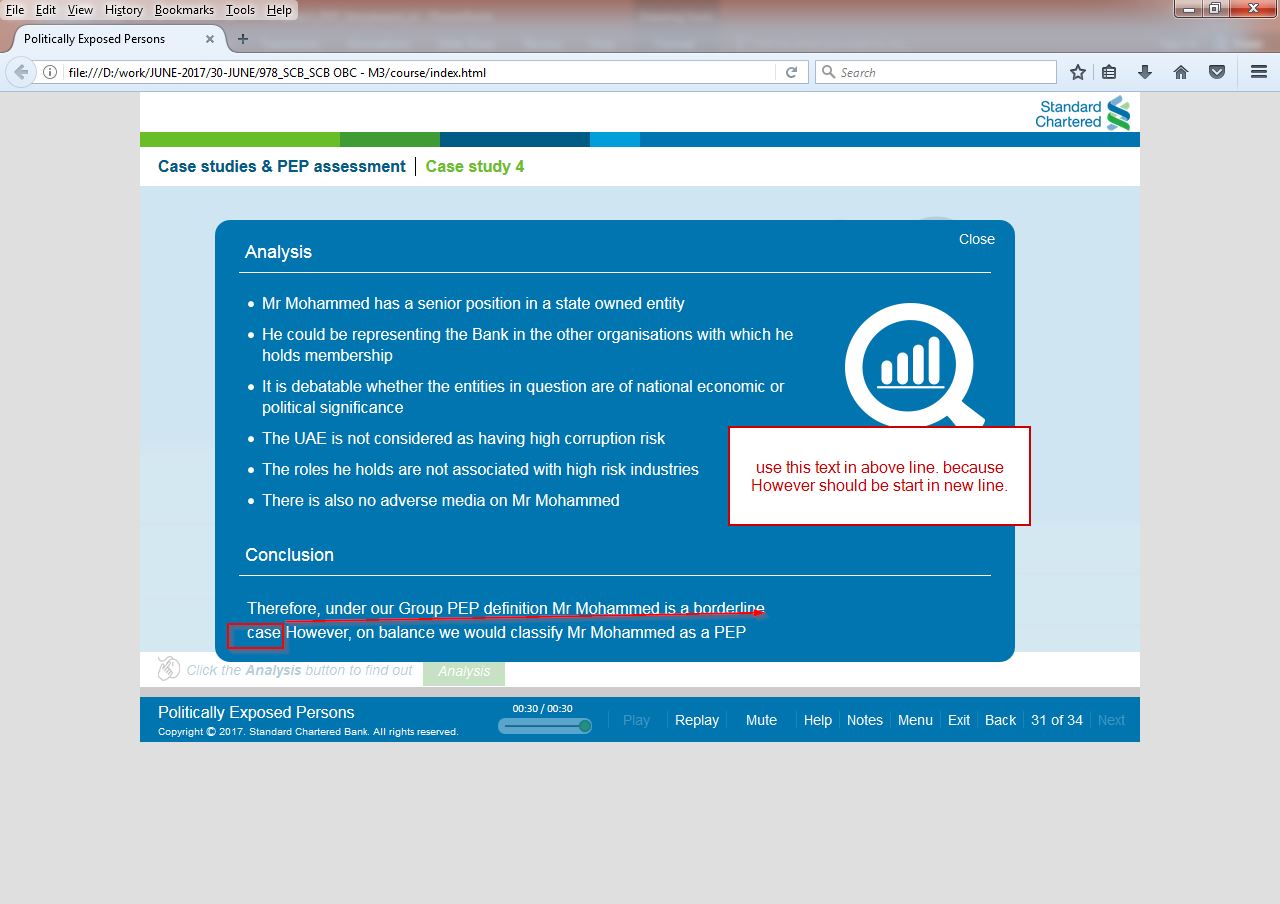 File Edit View History Bookmarks Tools Help
Politically Exposed Persons
file:///D:/work/JUNE-2017/30-JUNE/978_SCB_SCB OBC - M3/course/index.html
Search
Standard
Chartered
Case studies & PEP assessment | Case study 4
Close
Analysis
Mr Mohammed has a senior position in a state owned entity
He could be representing the Bank in the other organisations with which he
holds membership
It is debatable whether the entities in question are of national economic or
political significance
The UAE is not considered as having high corruption risk
The roles he holds are not associated with high risk industries
There is also no adverse media on Mr Mohammed
use this text in above line. because
However should be start in new line.
Conclusion
Therefore, under our Group PEP definition Mr Mohammed is a borderline
case However, on balance we would classify Mr Mohammed as a PEP
Click the Analysis button to find out Analysis
Politically Exposed Persons
Copyright © 2017. Standard Chartered Bank. All rights reserved.
00:30 / 00:30
Play Replay Mute Help Notes Menu Exit Back 31 of 34 Next